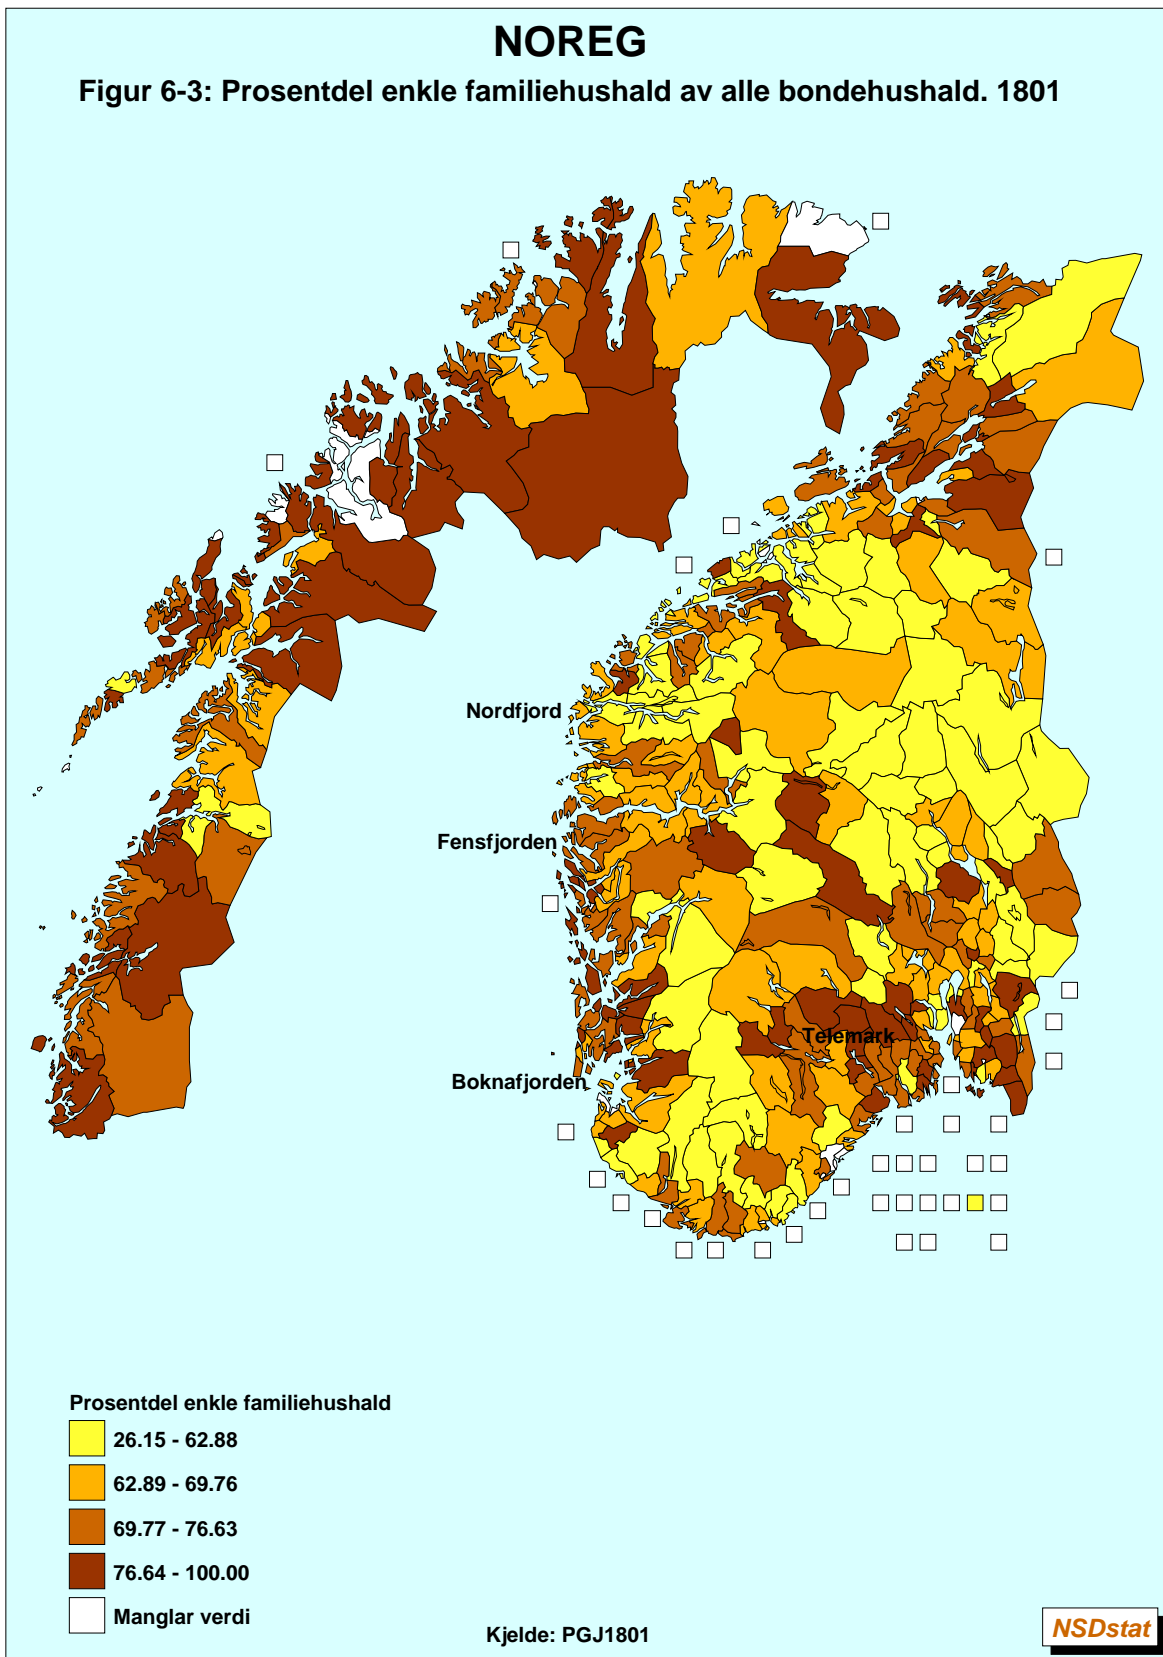 NOREG
Figur 6-3: Prosentdel enkle familiehushald av alle bondehushald. 1801
Nordfjord
Fensfjorden
Telemark
Boknafjorden
Prosentdel enkle familiehushald
26.15 - 62.88
62.89 - 69.76
69.77 - 76.63
76.64 - 100.00
Manglar verdi
Kjelde: PGJ1801
NSDstat